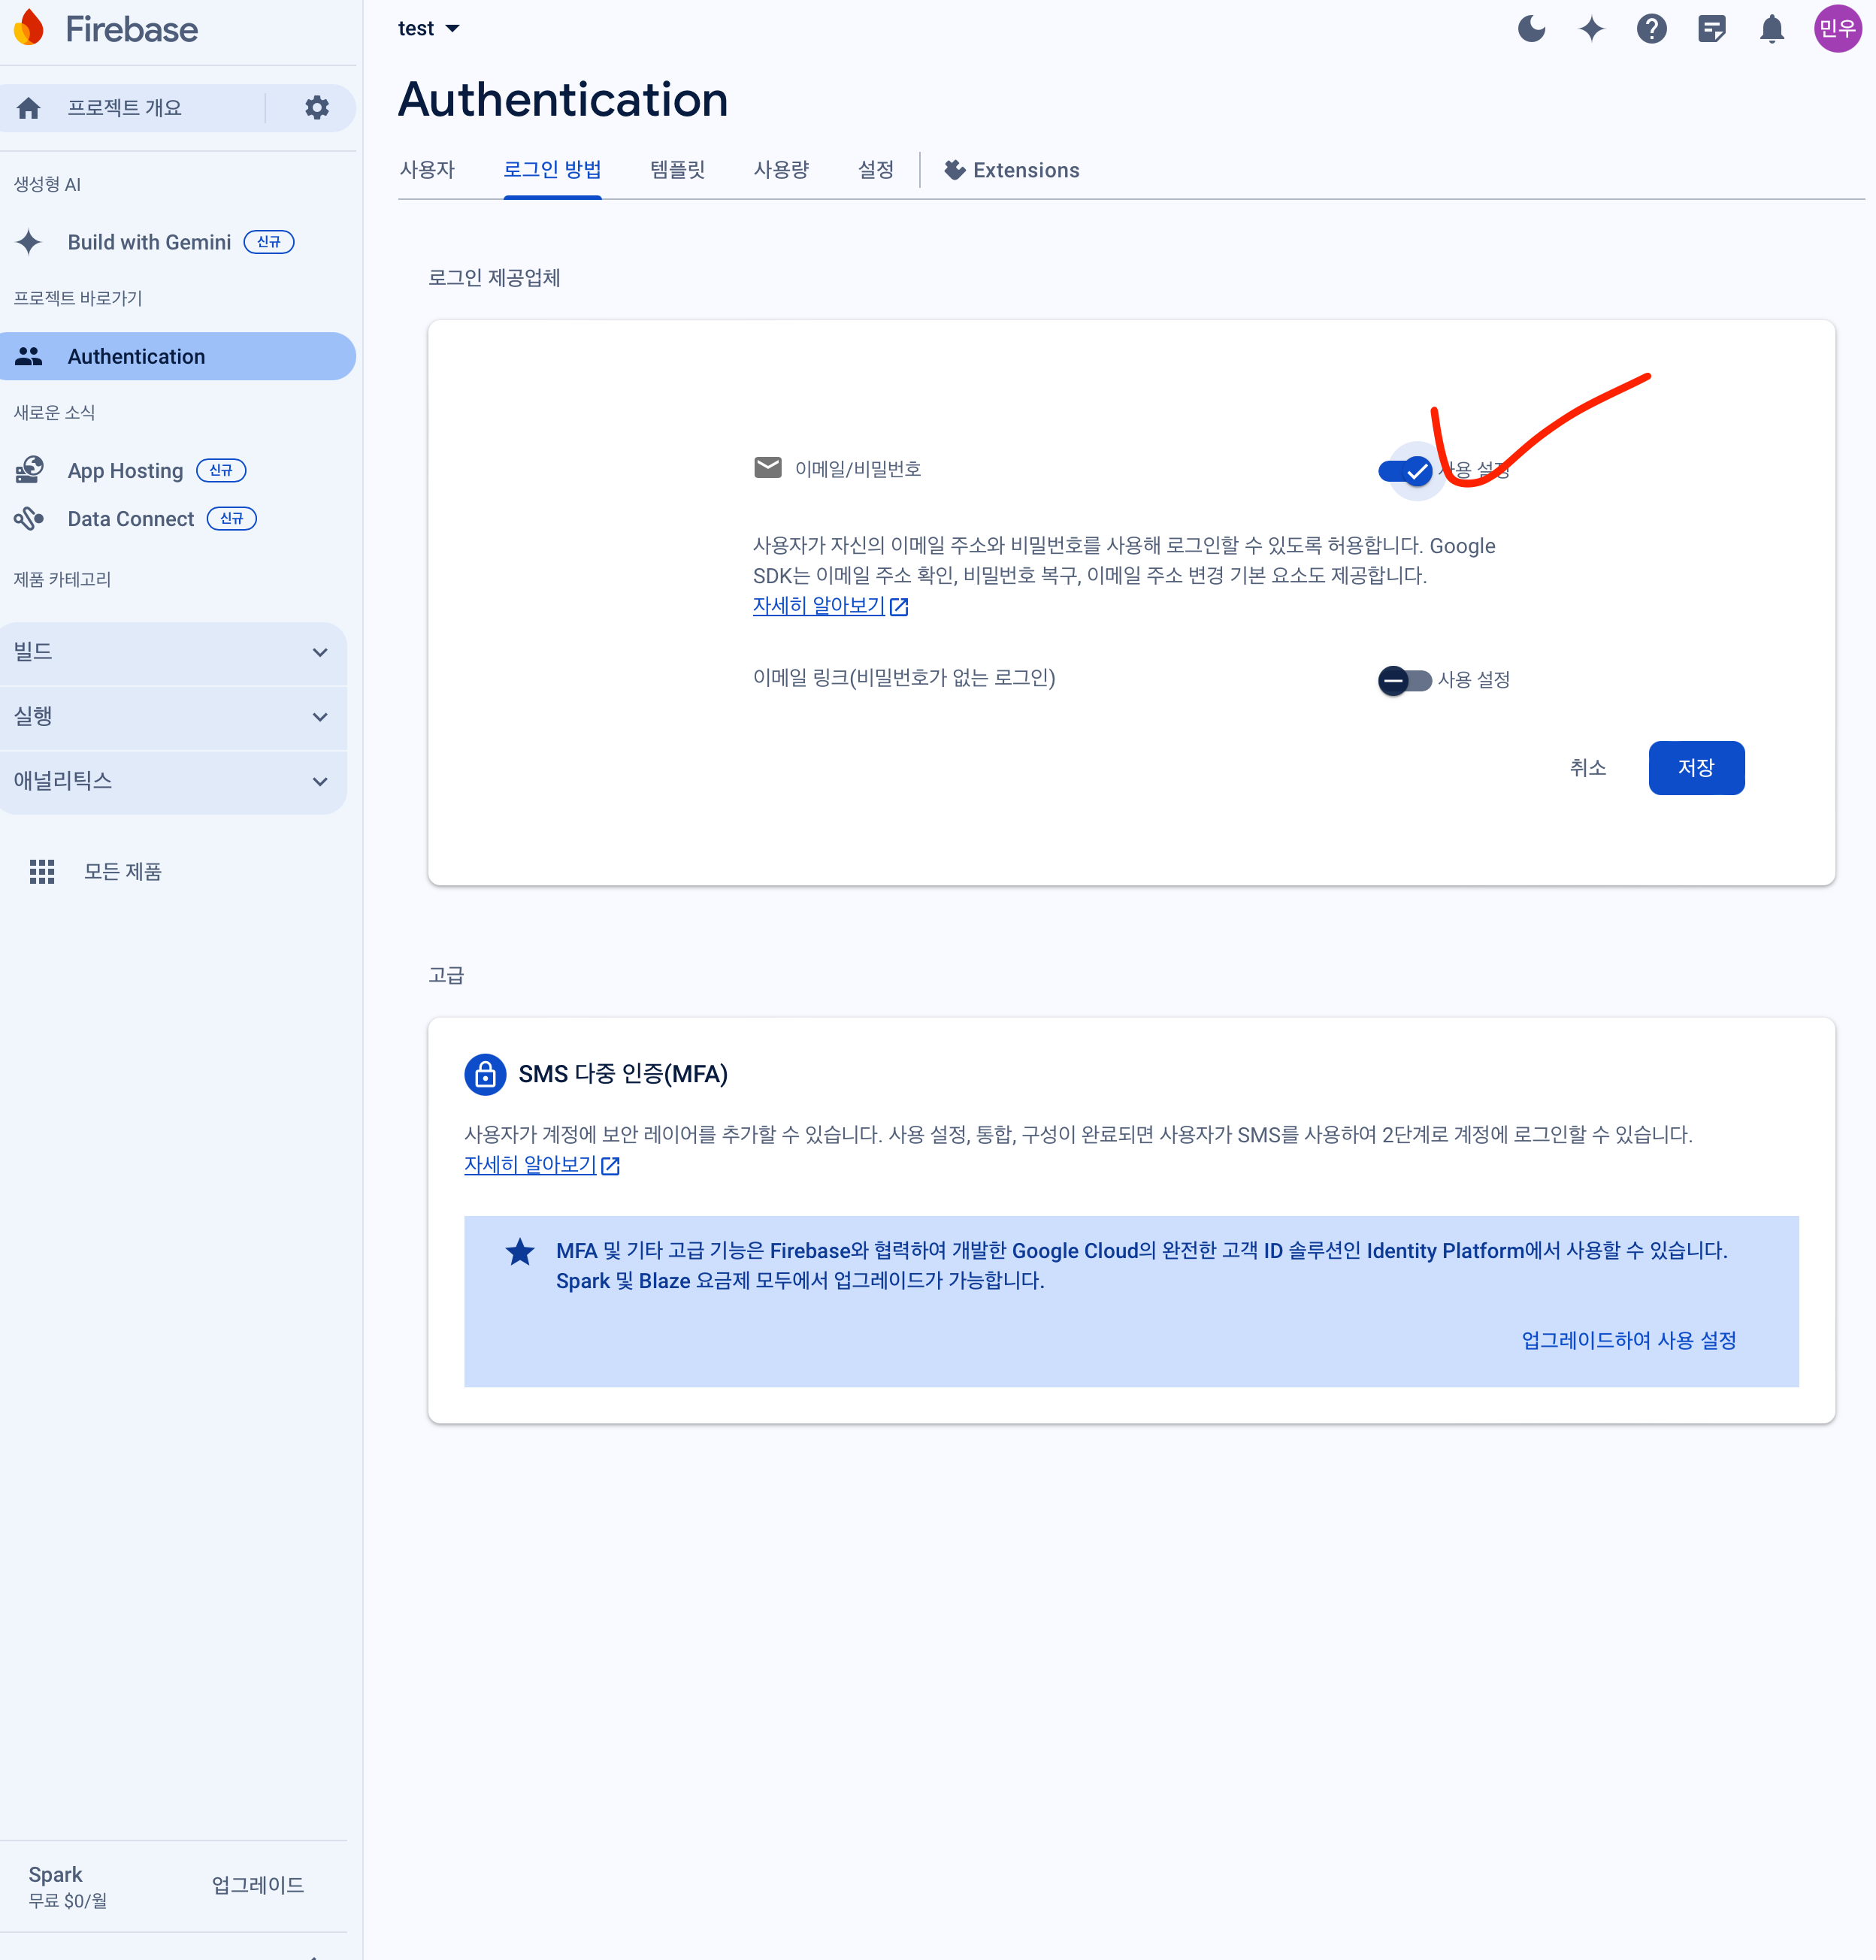 Firebase
test
민우
프로젝트 개요
Authentication
사용자
로그인 방법
템플릿
사용량
설정
Extensions
생성형 AI
Build with Gemini
신규
프로젝트 바로가기
Authentication
새로운 소식
App Hosting
신규
Data Connect
신규
제품 카테고리
빌드
실행
애널리틱스
모든 제품
로그인 제공업체
이메일/비밀번호
사용 설정
사용자가 자신의 이메일 주소와 비밀번호를 사용해 로그인할 수 있도록 허용합니다. Google
SDK는 이메일 주소 확인, 비밀번호 복구, 이메일 주소 변경 기본 요소도 제공합니다.
자세히 알아보기
이메일 링크(비밀번호가 없는 로그인)
사용 설정
취소
저장
고급
SMS 다중 인증(MFA)
사용자가 계정에 보안 레이어를 추가할 수 있습니다. 사용 설정, 통합, 구성이 완료되면 사용자가 SMS를 사용하여 2단계로 계정에 로그인할 수 있습니다.
자세히 알아보기
MFA 및 기타 고급 기능은 Firebase와 협력하여 개발한 Google Cloud의 완전한 고객 ID 솔루션인 Identity Platform에서 사용할 수 있습니다.
Spark 및 Blaze 요금제 모두에서 업그레이드가 가능합니다.
업그레이드하여 사용 설정
Spark
무료 $0/월
업그레이드